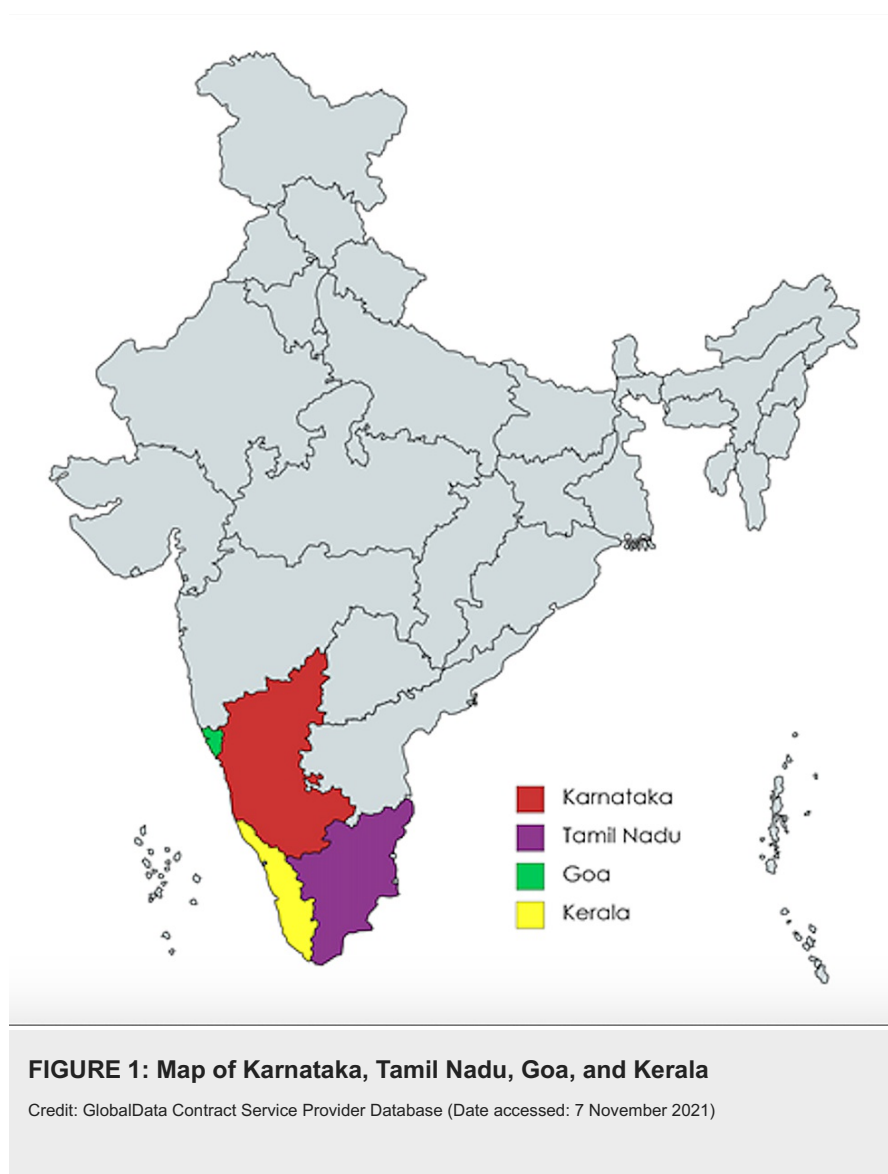 Karnataka
Tamil Nadu
Goa
Kerala
FIGURE 1: Map of Karnataka, Tamil Nadu, Goa, and Kerala
Credit: GlobalData Contract Service Provider Database (Date accessed: 7 November 2021)